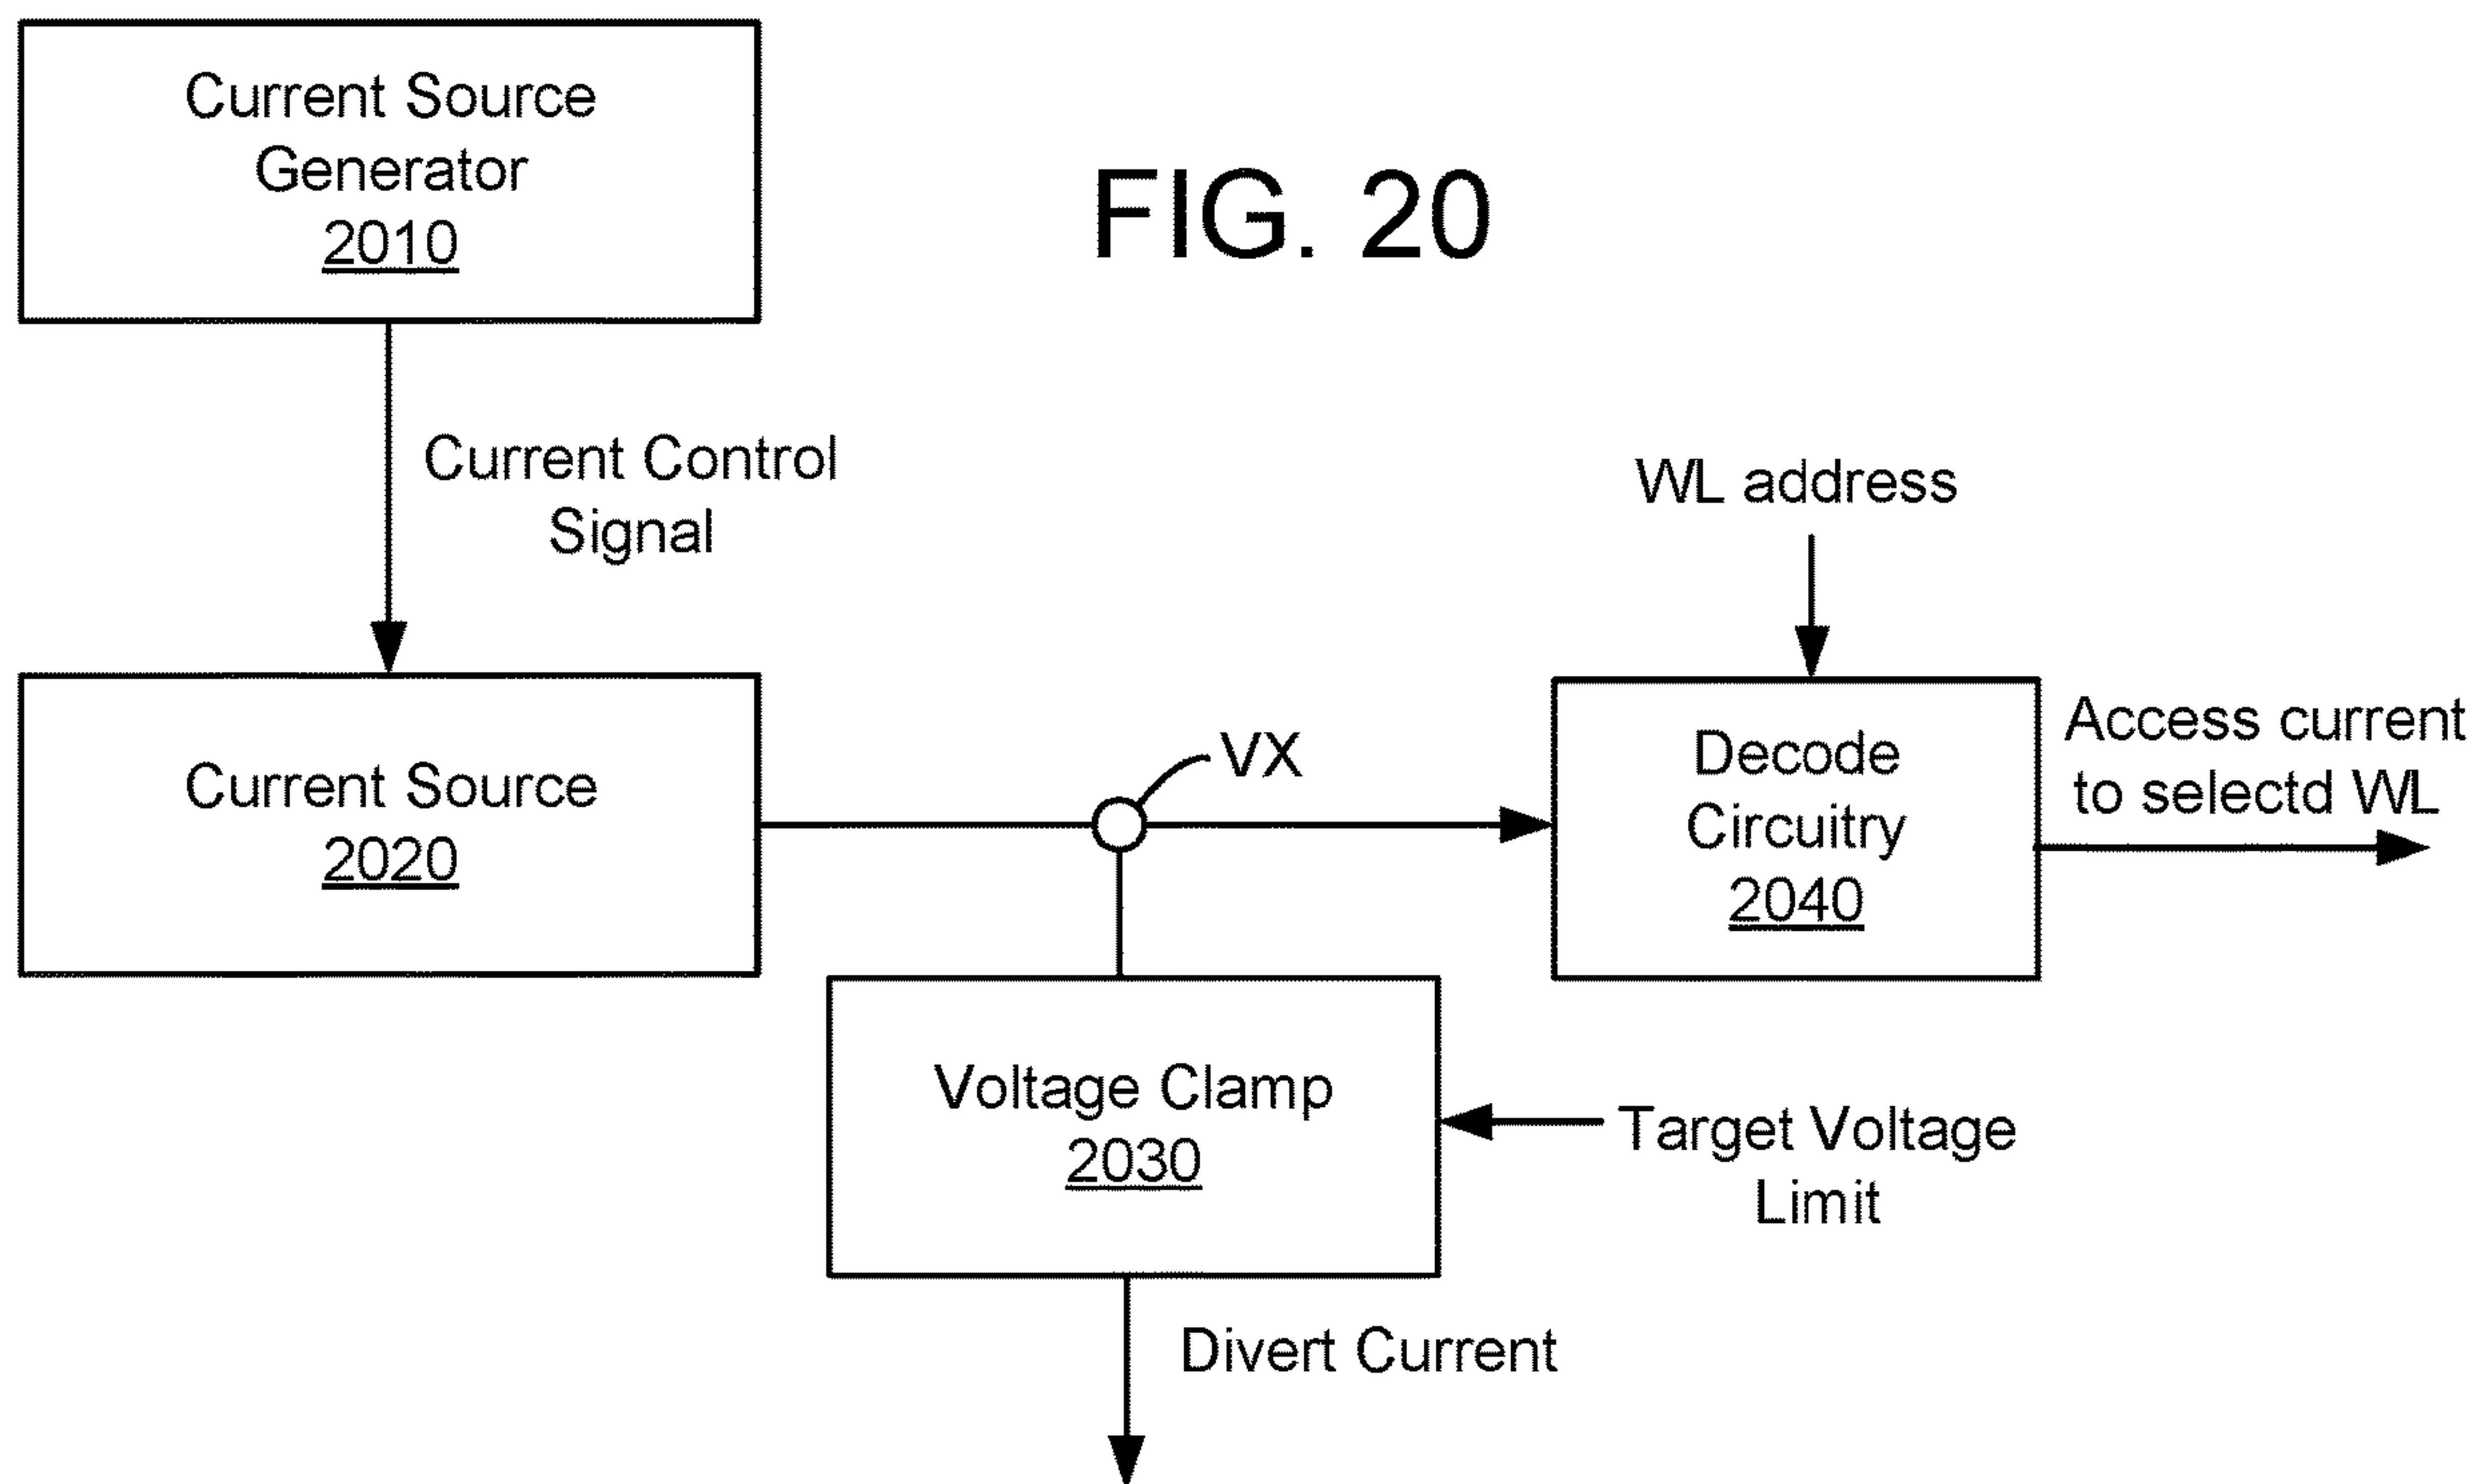 Current Source
Generator
2010
FIG. 20
Current Control
Signal
WL address
Current Source
2020
VX
Decode
Circuitry
2040
Access current
to selectd WL
Voltage Clamp
2030
Target Voltage
Limit
Divert Current